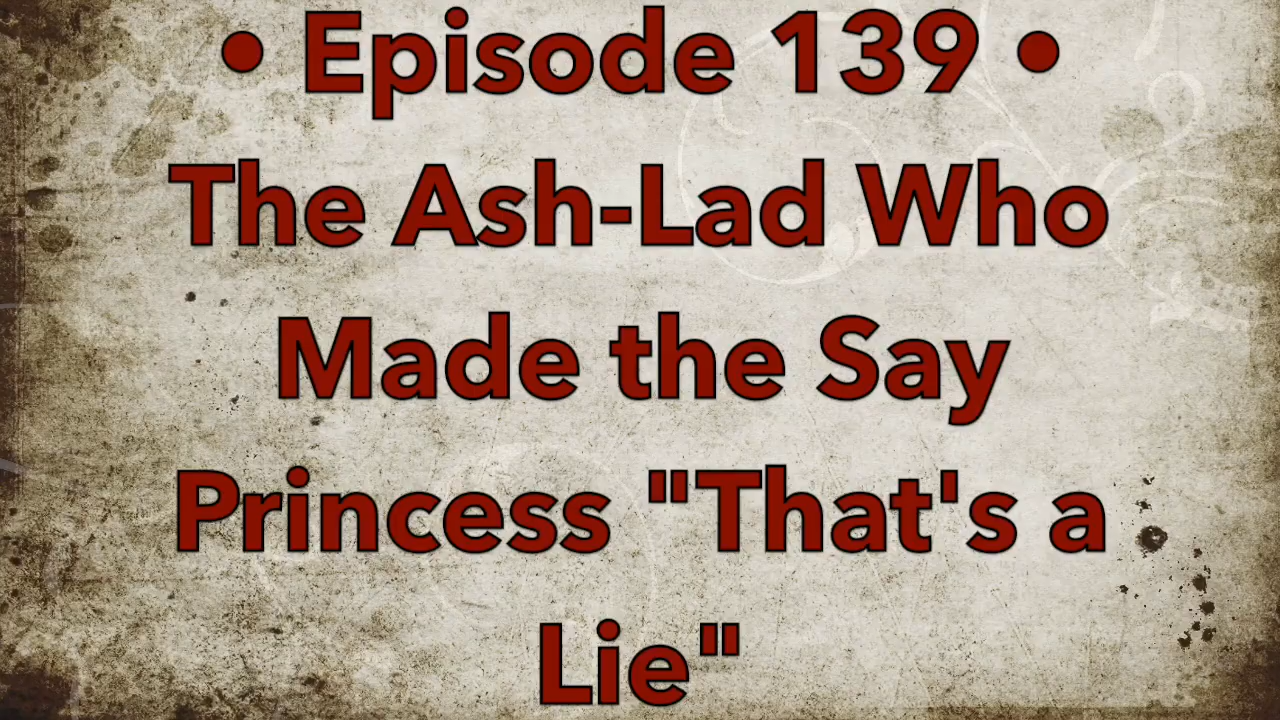 • Episode 139 •
The Ash-Lad Who
Made the Say
Princess "That's a
Lie"